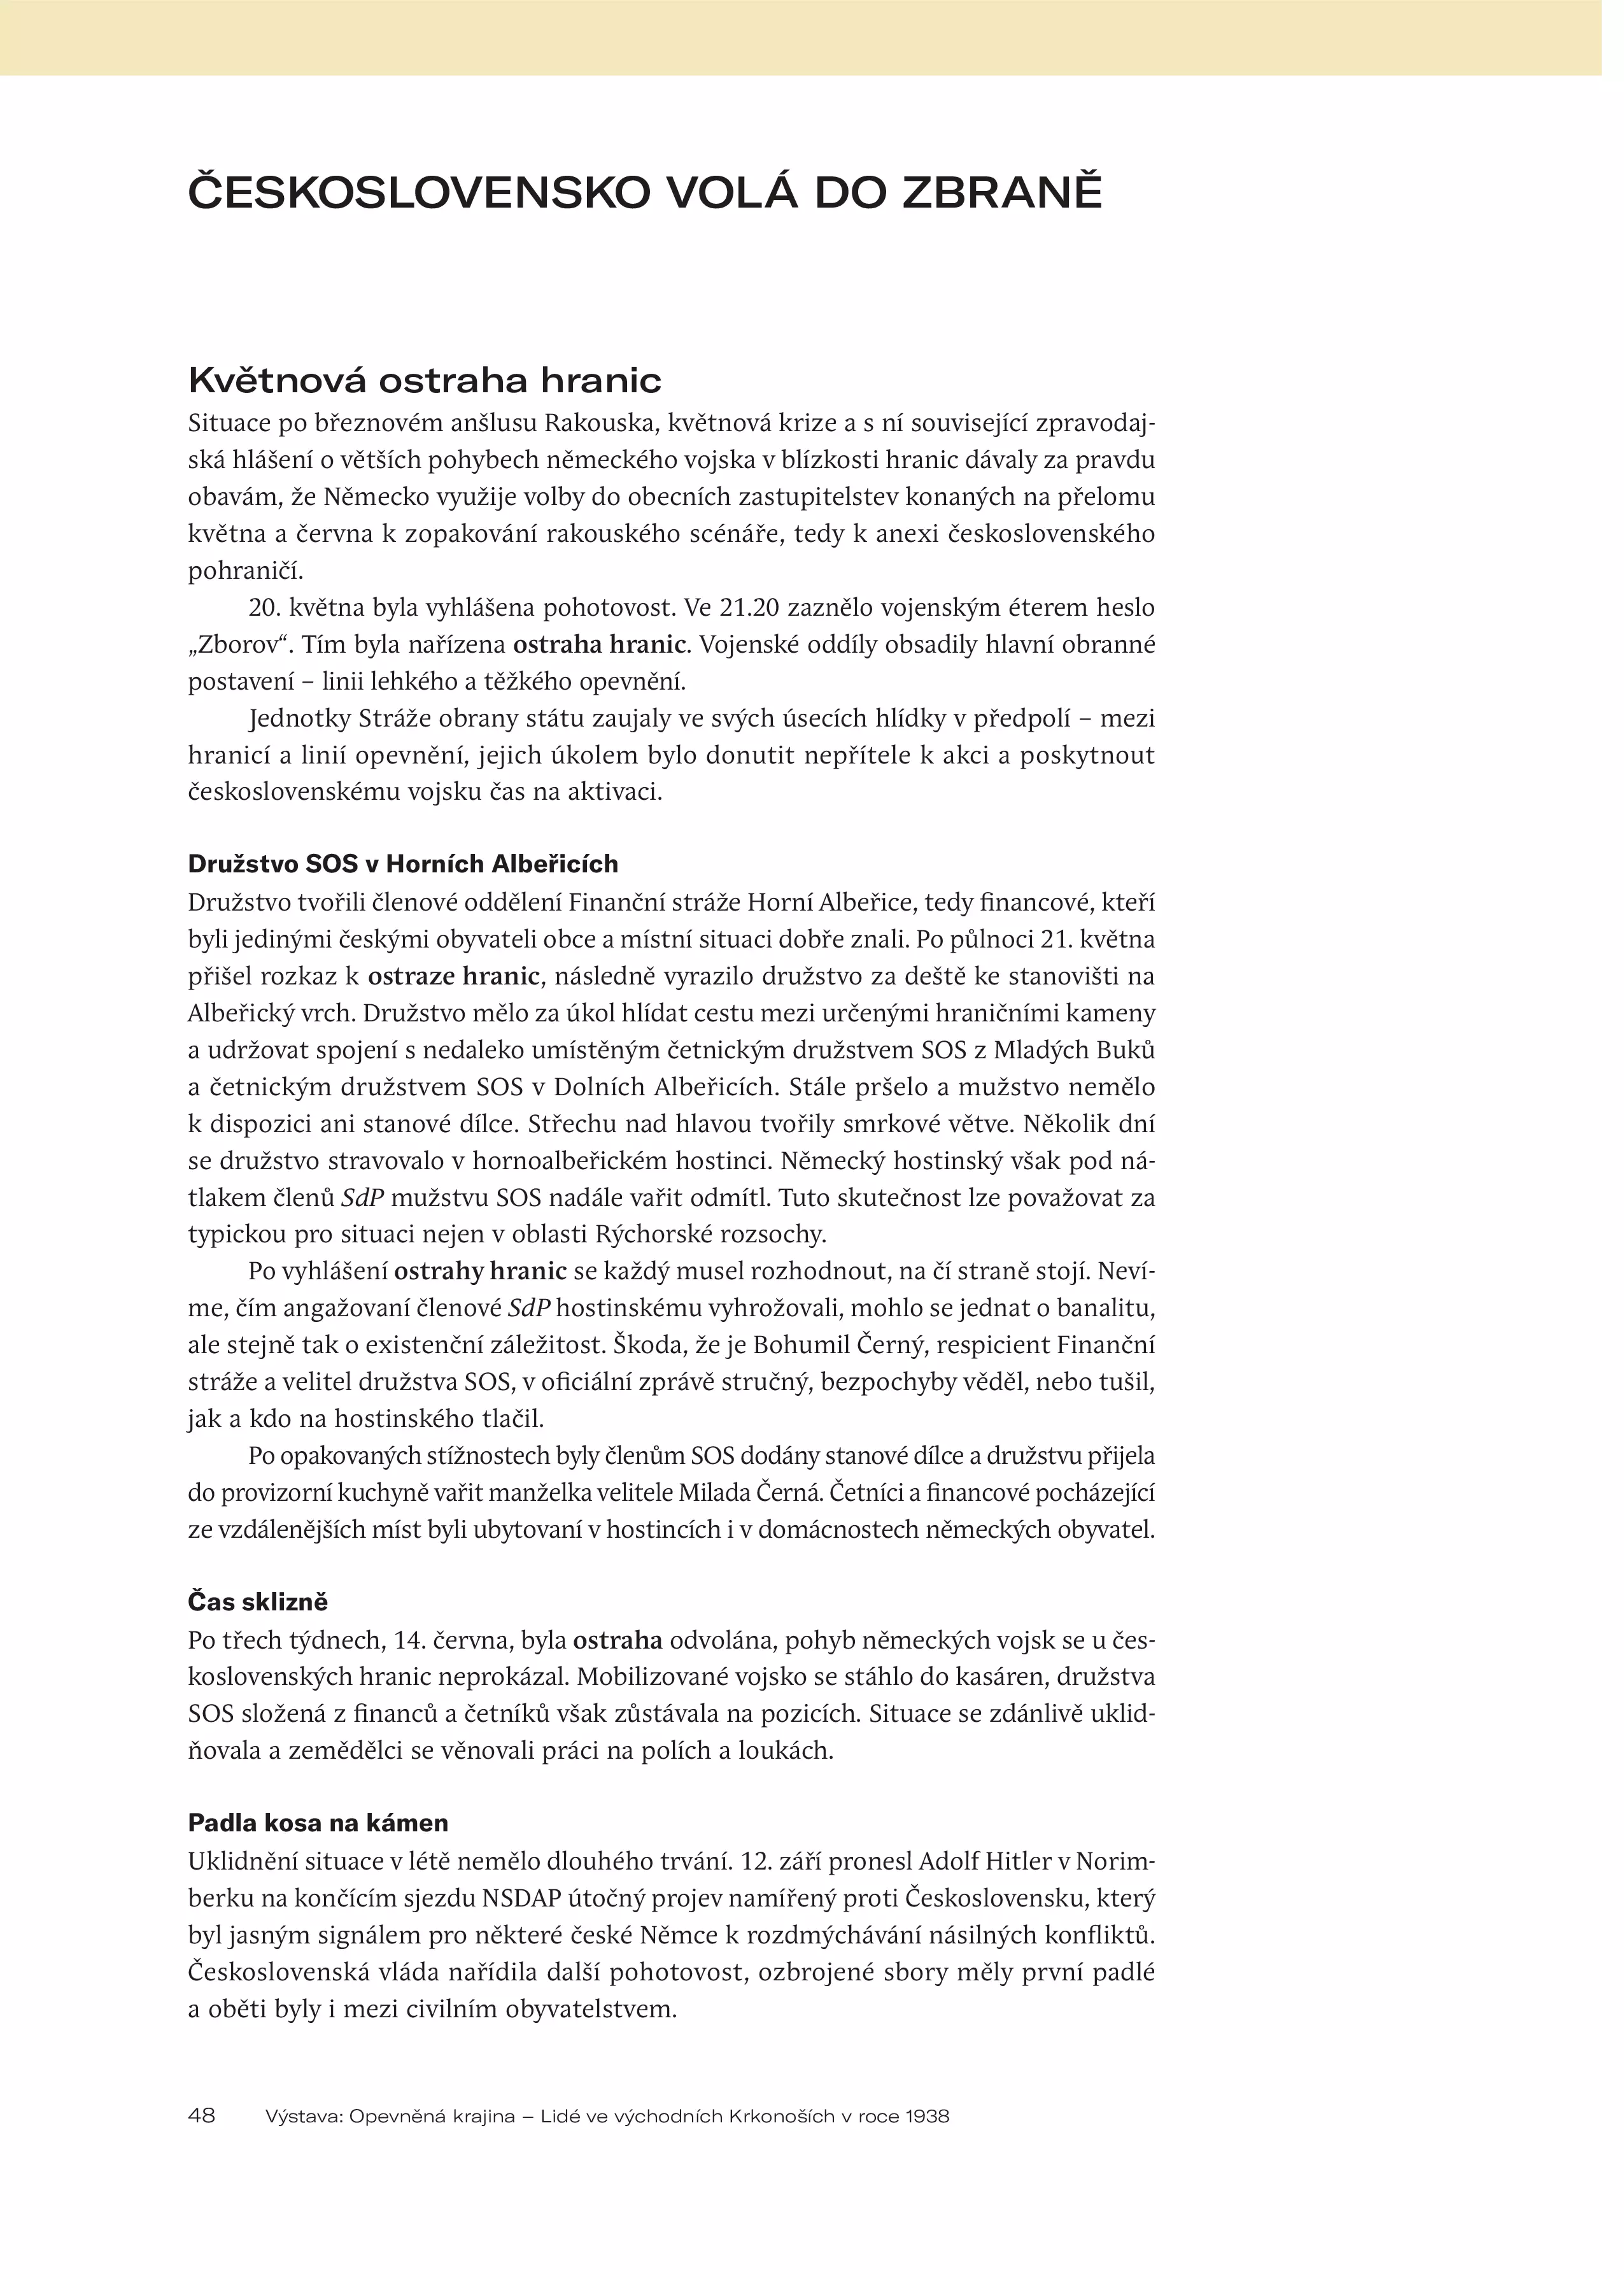 ČESKOSLOVENSKO VOLÁ DO ZBRANĚ
Květnová ostraha hranic
Situace po březnovém anšlusu Rakouska, květnová krize a s ní související zpravodaj-
ská hlášení o větších pohybech německého vojska v blízkosti hranic dávaly za pravdu
obavám, že Německo využije volby do obecních zastupitelstev konaných na přelomu
května a června k zopakování rakouského scénáře, tedy k anexi československého
pohraničí.
20. května byla vyhlášena pohotovost. Ve 21.20 zaznělo vojenským éterem heslo
„Zborov“. Tím byla nařízena ostraha hranic. Vojenské oddíly obsadily hlavní obranné
postavení – linii lehkého a těžkého opevnění.
Jednotky Stráže obrany státu zaujaly ve svých úsecích hlídky v předpolí – mezi
hranicí a linií opevnění, jejich úkolem bylo donutit nepřítele k akci a poskytnout
československému vojsku čas na aktivaci.
Družstvo SOS v Horních Albeřicích
Družstvo tvořili členové oddělení Finanční stráže Horní Albeřice, tedy financové, kteří
byli jedinými českými obyvateli obce a místní situaci dobře znali. Po půlnoci 21. května
přišel rozkaz k ostraze hranic, následně vyrazilo družstvo za deště ke stanovišti na
Albeřický vrch. Družstvo mělo za úkol hlídat cestu mezi určenými hraničními kameny
a udržovat spojení s nedaleko umístěným četnickým družstvem SOS z Mladých Buků
a četnickým družstvem SOS v Dolních Albeřicích. Stále pršelo a mužstvo nemělo
k dispozici ani stanové dílce. Střechu nad hlavou tvořily smrkové větve. Několik dní
se družstvo stravovalo v hornoalbeřickém hostinci. Německý hostinský však pod ná-
tlakem členů SdP mužstvu SOS nadále vařit odmítl. Tuto skutečnost lze považovat za
typickou pro situaci nejen v oblasti Rýchorské rozsochy.
Po vyhlášení ostrahy hranic se každý musel rozhodnout, na čí straně stojí. Neví-
me, čím angažovaní členové SdP hostinskému vyhrožovali, mohlo se jednat o banalitu,
ale stejně tak o existenční záležitost. Škoda, že je Bohumil Černý, respicient Finanční
stráže a velitel družstva SOS, v oficiální zprávě stručný, bezpochyby věděl, nebo tušil,
jak a kdo na hostinského tlačil.
Po opakovaných stížnostech byly členům SOS dodány stanové dílce a družstvu přijela
do provizorní kuchyně vařit manželka velitele Milada Černá. Četníci a financové pocházející
ze vzdálenějších míst byli ubytovaní v hostincích i v domácnostech německých obyvatel.
Čas sklizně
Po třech týdnech, 14. června, byla ostraha odvolána, pohyb německých vojsk se u čes-
koslovenských hranic neprokázal. Mobilizované vojsko se stáhlo do kasáren, družstva
SOS složená z financů a četníků však zůstávala na pozicích. Situace se zdánlivě uklid-
ňovala a zemědělci se věnovali práci na polích a loukách.
Padla kosa na kámen
Uklidnění situace v létě nemělo dlouhého trvání. 12. září pronesl Adolf Hitler v Norim-
berku na končícím sjezdu NSDAP útočný projev namířený proti Československu, který
byl jasným signálem pro některé české Němce k rozdmýchávání násilných konfliktů.
Československá vláda nařídila další pohotovost, ozbrojené sbory měly první padlé
a oběti byly i mezi civilním obyvatelstvem.
48 Výstava: Opevněná krajina – Lidé ve východních Krkonoších v roce 1938